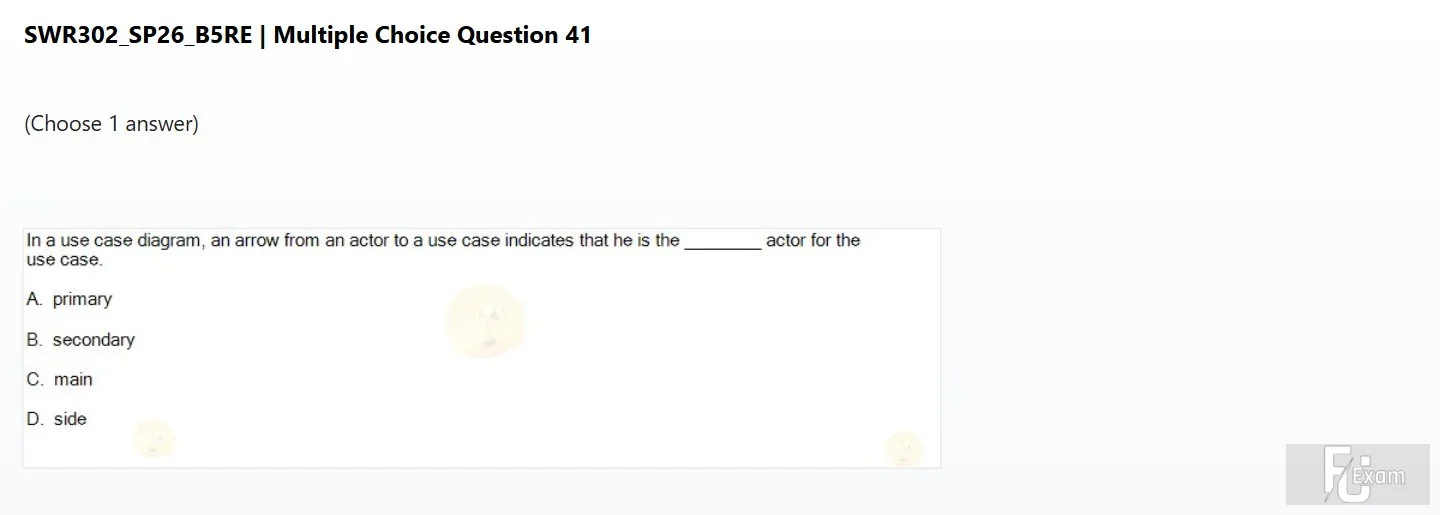 SWR302_SP26_B5RE | Multiple Choice Question 41
(Choose 1 answer)
In a use case diagram, an arrow from an actor to a use case indicates that he is the ________ actor for the
use case.
A. primary
B. secondary
C. main
D. side
FU Exam